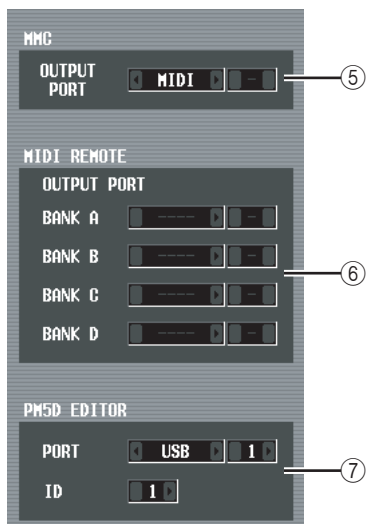 MMC
OUTPUT PORT
MIDI -
5
MIDI REMOTE
OUTPUT PORT
BANK A ---- -
BANK B ---- -
6
BANK C ---- -
BANK D ---- -
PM5D EDITOR
PORT USB 1
7
ID 1